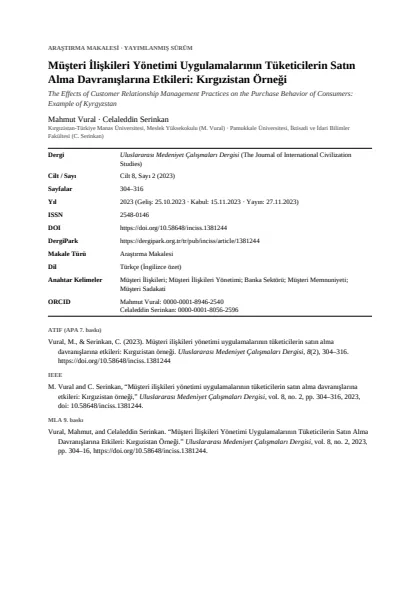 ARAŞTIRMA MAKALESİ · YAYIMLANMIŞ SÜRÜM
Müşteri İlişkileri Yönetimi Uygulamalarının Tüketicilerin Satın
Alma Davranışlarına Etkileri: Kırgızistan Örneği
The Effects of Customer Relationship Management Practices on the Purchase Behavior of Consumers:
Example of Kyrgyzstan
Mahmut Vural · Celaleddin Serinkan
Kırgızistan-Türkiye Manas Üniversitesi, Meslek Yüksekokulu (M. Vural) · Pamukkale Üniversitesi, İktisadi ve İdari Bilimler
Fakültesi (C. Serinkan)
Dergi Uluslararası Medeniyet Çalışmaları Dergisi (The Journal of International Civilization
Studies)
Cilt / Sayı Cilt 8, Sayı 2 (2023)
Sayfalar 304–316
Yıl 2023 (Geliş: 25.10.2023 · Kabul: 15.11.2023 · Yayın: 27.11.2023)
ISSN 2548-0146
DOI https://doi.org/10.58648/inciss.1381244
DergiPark https://dergipark.org.tr/tr/pub/inciss/article/1381244
Makale Türü Araştırma Makalesi
Dil Türkçe (İngilizce özet)
Anahtar Kelimeler Müşteri İlişkileri; Müşteri İlişkileri Yönetimi; Banka Sektörü; Müşteri Memnuniyeti;
Müşteri Sadakati
ORCID Mahmut Vural: 0000-0001-8946-2540
Celaleddin Serinkan: 0000-0001-8056-2596
ATIF (APA 7. baskı)
Vural, M., & Serinkan, C. (2023). Müşteri ilişkileri yönetimi uygulamalarının tüketicilerin satın alma
davranışlarına etkileri: Kırgızistan örneği. Uluslararası Medeniyet Çalışmaları Dergisi, 8(2), 304–316.
https://doi.org/10.58648/inciss.1381244
IEEE
M. Vural and C. Serinkan, “Müşteri ilişkileri yönetimi uygulamalarının tüketicilerin satın alma davranışlarına
etkileri: Kırgızistan örneği,” Uluslararası Medeniyet Çalışmaları Dergisi, vol. 8, no. 2, pp. 304–316, 2023,
doi: 10.58648/inciss.1381244.
MLA 9. baskı
Vural, Mahmut, and Celaleddin Serinkan. “Müşteri İlişkileri Yönetimi Uygulamalarının Tüketicilerin Satın Alma
Davranışlarına Etkileri: Kırgızistan Örneği.” Uluslararası Medeniyet Çalışmaları Dergisi, vol. 8, no. 2, 2023,
pp. 304–16, https://doi.org/10.58648/inciss.1381244.